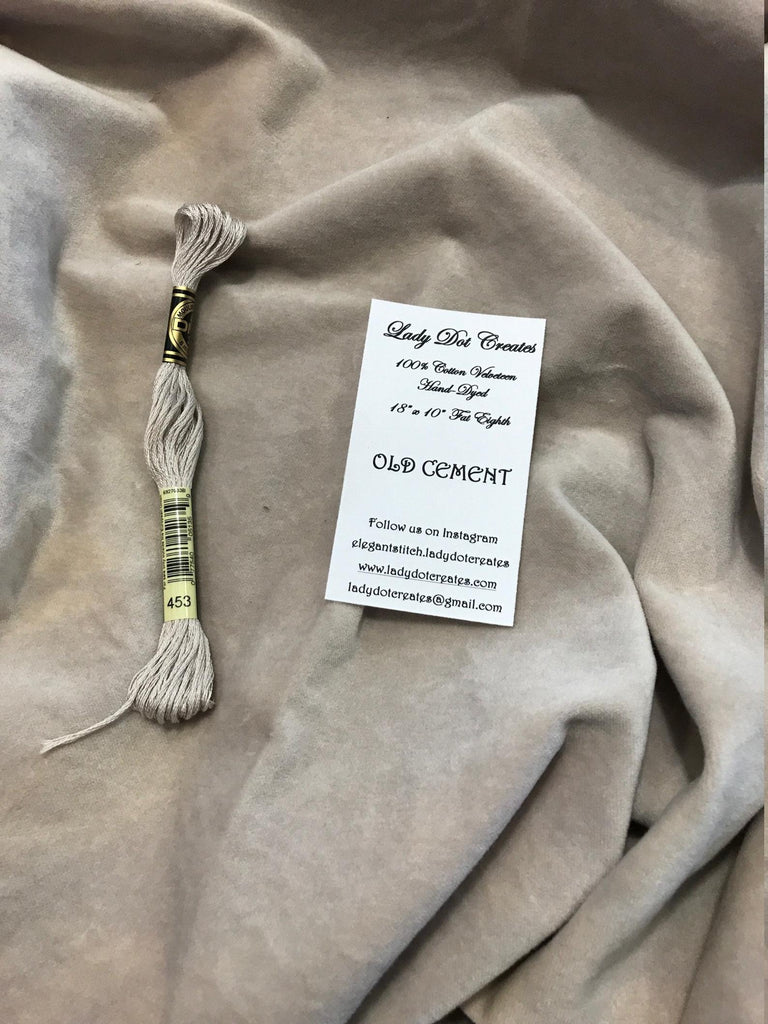 Lady Dot Creates
100% Cotton Velveteen
Hand-Dyed
18" x 10" Fat Eighth
OLD CEMENT
Follow us on Instagram
elegantstitch.ladydotcreates
www.ladydotcreates.com
ladydotcreates@gmail.com
453